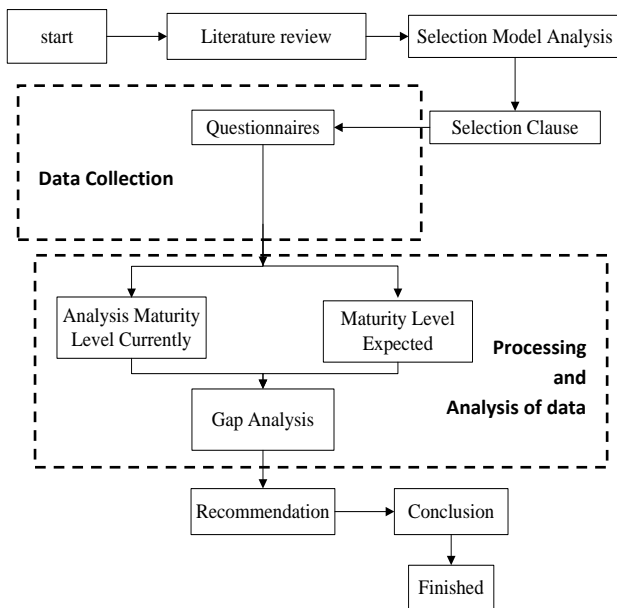 start
Literature review
Selection Model Analysis
Questionnaires
Selection Clause
Data Collection
Analysis Maturity
Level Currently
Maturity Level
Expected
Processing
and
Analysis of data
Gap Analysis
Recommendation
Conclusion
Finished